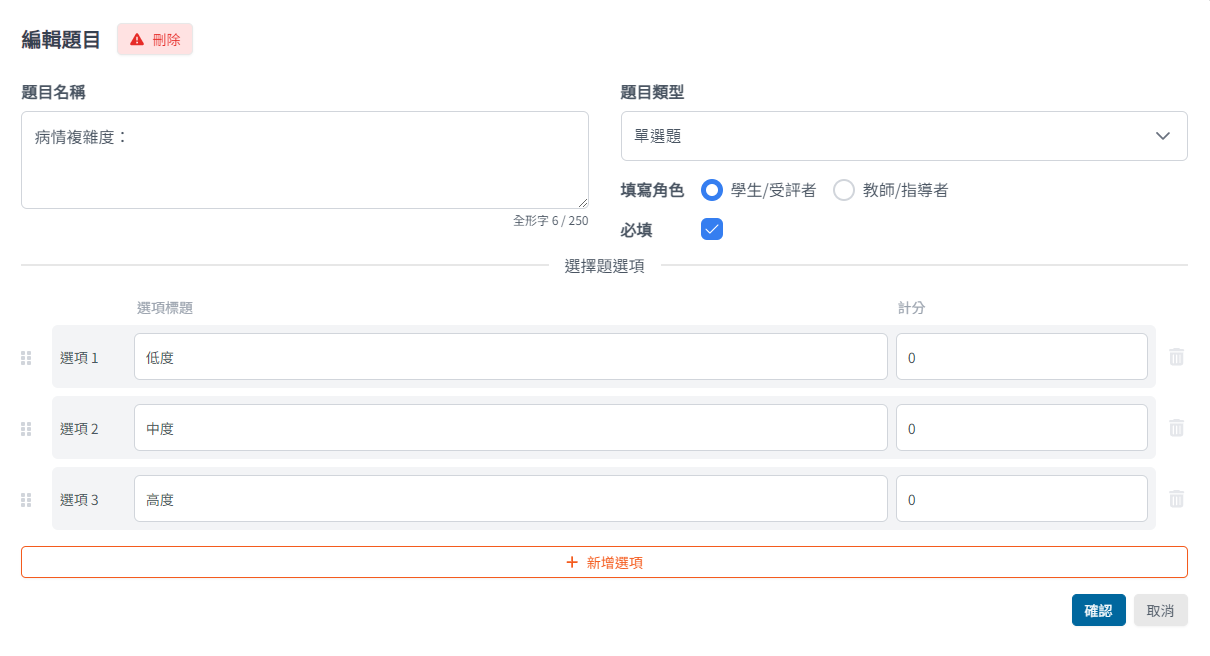 編輯題目
刪除
題目名稱
病情複雜度：
全形字 6 / 250
題目類型
單選題
填寫角色 學生/受評者 教師/指導者
必填
選擇題選項
選項標題 計分
選項 1 低度 0
選項 2 中度 0
選項 3 高度 0
+ 新增選項
確認 取消